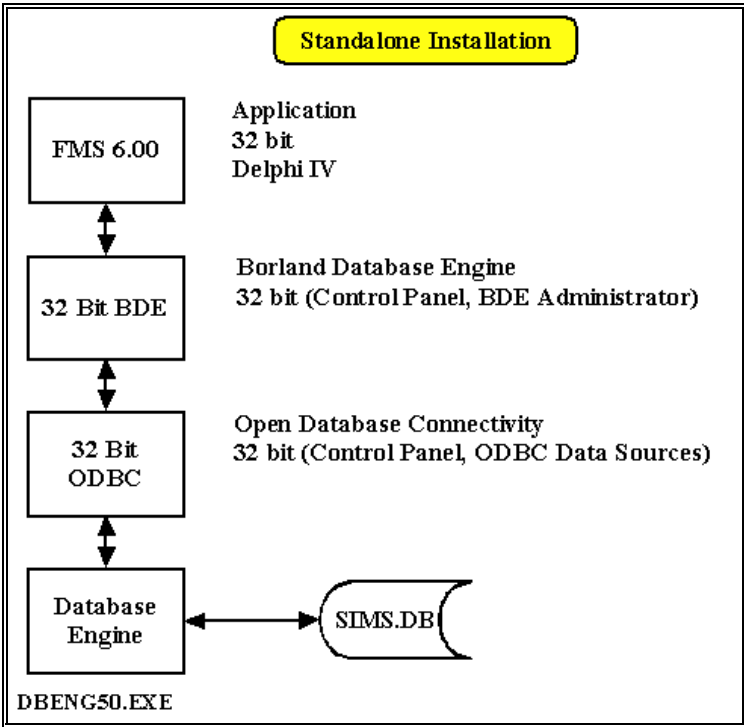 Standalone Installation
FMS 6.00
Application
32 bit
Delphi IV
32 Bit BDE
Borland Database Engine
32 bit (Control Panel, BDE Administrator)
32 Bit
ODBC
Open Database Connectivity
32 bit (Control Panel, ODBC Data Sources)
Database
Engine
SIMS.DB
DBENG50.EXE